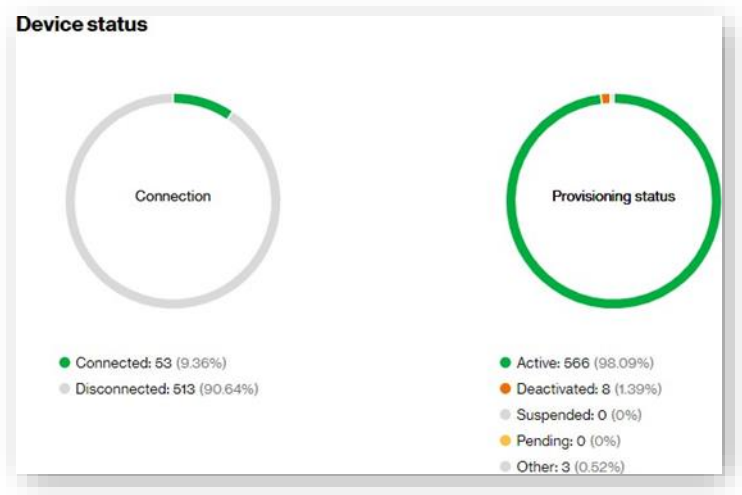 Device status
Connection
Connected: 53 (9.36%)
Disconnected: 513 (90.64%)
Provisioning status
Active: 566 (98.09%)
Deactivated: 8 (1.39%)
Suspended: 0 (0%)
Pending: 0 (0%)
Other: 3 (0.52%)